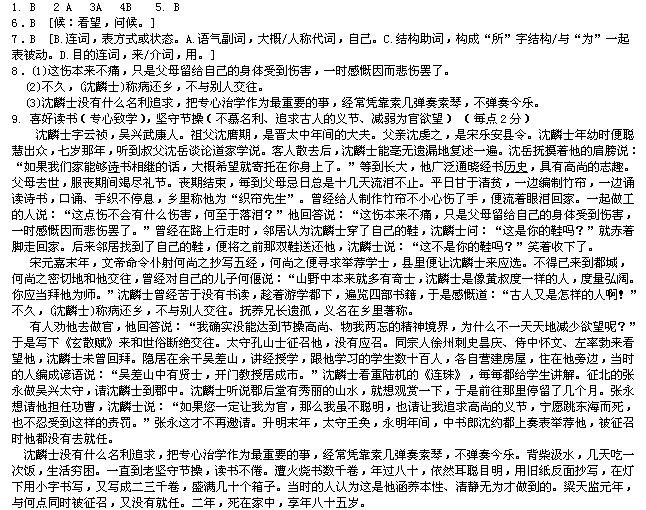 1. B  2 A  3A  4B  5. B
6．B [候：看望，问候。]
7．B [B.连词，表方式或状态。A.语气副词，大概/人称代词，自己。C.结构助词，构成“所”字结构/与“为”一起
表被动。D.目的连词，来/介词，用。]
8．(1)这伤本来不痛，只是父母留给自己的身体受到伤害，一时感慨因而悲伤罢了。
(2)不久，(沈麟士)称病还乡，不与别人交往。
(3)沈麟士没有什么名利追求，把专心治学作为最重要的事，经常凭靠素几弹奏素琴，不弹奏今乐。
9. 喜好读书（专心致学），坚守节操（不慕名利、追求古人的义节、减弱为官欲望）（每点2分）
沈麟士字云祯，吴兴武康人。祖父沈膺期，是晋太中年间的大夫。父亲沈虔之，是宋乐安县令。沈麟士年幼时便聪
慧出众，七岁那年，听到叔父沈岳谈论道家学说。客人散去后，沈麟士能毫无遗漏地复述一遍。沈岳抚摸着他的肩膀说：
“如果我们家能够诗书相继的话，大概希望就寄托在你身上了。”等到长大，他广泛通晓经书历史，具有高尚的志趣。
父母去世，服丧期间竭尽礼节。丧期结束，每到父母忌日总是十几天流泪不止。平日甘于清贫，一边编制竹帘，一边诵
读诗书，口诵、手织不停息，乡里称他为“织帘先生”。曾经给人制作竹帘不小心伤了手，便流着眼泪回家。一起做工
的人说：“这点伤不会有什么伤害，何至于落泪？”他回答说：“这伤本来不痛，只是父母留给自己的身体受到伤害，
一时感慨因而悲伤罢了。”曾经在路上行走时，邻居认为沈麟士穿了自己的鞋，沈麟士问：“这是你的鞋吗？”就赤着
脚走回家。后来邻居找到了自己的鞋，便将之前那双鞋送还他，沈麟士说：“这不是你的鞋吗？”笑着收下了。
宋元嘉末年，文帝命令仆射何尚之抄写五经，何尚之便寻求举荐学士，县里便让沈麟士来应选。不得已来到都城，
何尚之密切地和他交往，曾经对自己的儿子何偃说：“山野中本来就多有奇士，沈麟士是像黄叔度一样的人，度量弘阔。
你应当拜他为师。”沈麟士曾经苦于没有书读，趁着游学都下，遍览四部书籍，于是感慨道：“古人又是怎样的人啊！”
不久，(沈麟士)称病还乡，不与别人交往。抚养兄长遗孤，义名在乡里著称。
有人劝他去做官，他回答说：“我确实没能达到节操高尚、物我两忘的精神境界，为什么不一天天地减少欲望呢？”
于是写下《玄散赋》来和世俗断绝交往。太守孔山士征召他，没有应召。同宗人徐州刺史昙庆、侍中怀文、左率勃来看
望他，沈麟士未曾回拜。隐居在余干吴差山，讲经授学，跟他学习的学生数十百人，各自营建房屋，住在他旁边，当时
的人编成谚语说：“吴差山中有贤士，开门教授居成市。”沈麟士看重陆机的《连珠》，每每都给学生讲解。征北的张
永做吴兴太守，请沈麟士到郡中。沈麟士听说郡后堂有秀丽的山水，就想观赏一下，于是前往那里停留了几个月。张永
想请他担任功曹，沈麟士说：“如果您一定让我为官，那么我虽不聪明，也请让我追求高尚的义节，宁愿跳东海而死，
也不忍受到这样的责罚。”张永这才不再邀请。升明末年，太守王奂，永明年间，中书郎沈约都上奏表举荐他，被征召
时他都没有去就任。
沈麟士没有什么名利追求，把专心治学作为最重要的事，经常凭靠素几弹奏素琴，不弹奏今乐。背柴汲水，几天吃一
次饭，生活穷困。一直到老坚守节操，读书不倦。遭火烧书数千卷，年过八十，依然耳聪目明，用旧纸反面抄写，在灯
下用小字书写，又写成二三千卷，盛满几十个箱子。当时的人认为这是他涵养本性、清静无为才做到的。梁天监元年，
与何点同时被征召，又没有就任。二年，死在家中，享年八十五岁。